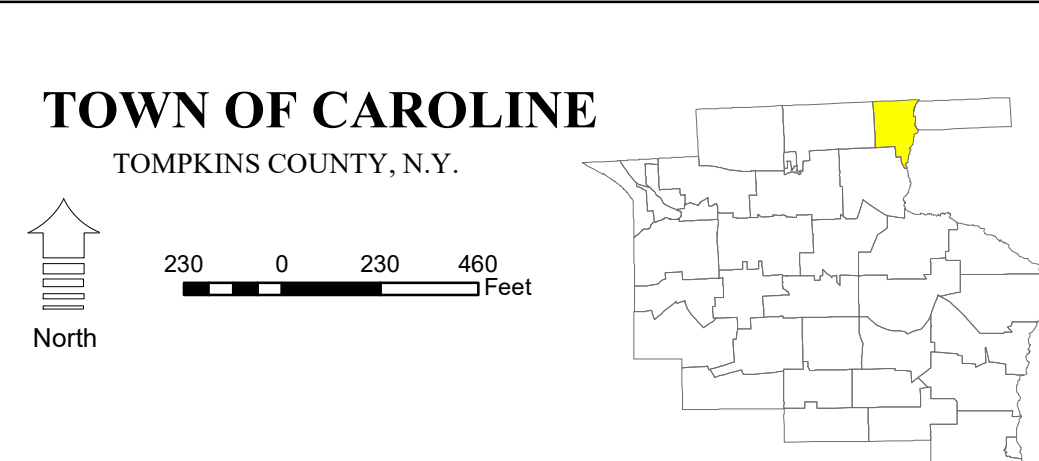 TOWN OF CAROLINE
TOMPKINS COUNTY, N.Y.
230 0 230 460
Feet
North